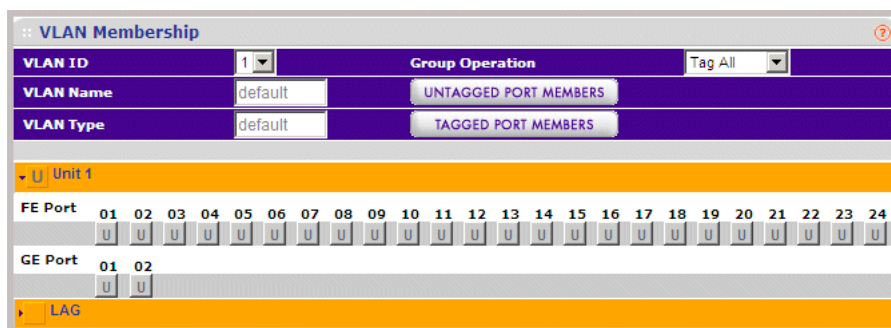 :: VLAN Membership ?
VLAN ID 1 Group Operation Tag All
VLAN Name default UNTAGGED PORT MEMBERS
VLAN Type default TAGGED PORT MEMBERS
U Unit 1
FE Port 01 02 03 04 05 06 07 08 09 10 11 12 13 14 15 16 17 18 19 20 21 22 23 24
U U U U U U U U U U U U U U U U U U U U U U U U
GE Port 01 02
U U
LAG